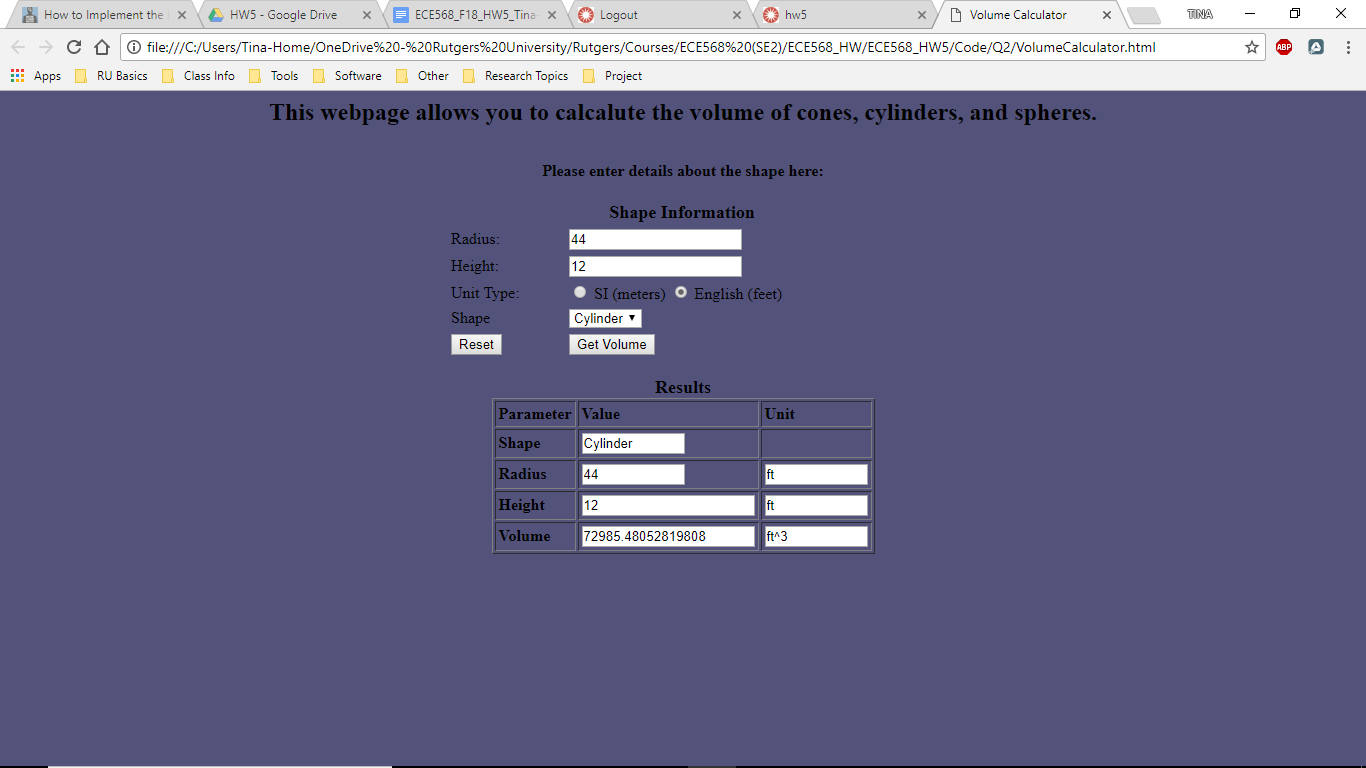 How to Implement the
HW5 - Google Drive
ECE568_F18_HW5_Tina-
Logout
hw5
Volume Calculator
TINA
file:///C:/Users/Tina-Home/OneDrive%20-%20Rutgers%20University/Rutgers/Courses/ECE568%20(SE2)/ECE568_HW/ECE568_HW5/Code/Q2/VolumeCalculator.html
ABP
Apps RU Basics Class Info Tools Software Other Research Topics Project
This webpage allows you to calcalute the volume of cones, cylinders, and spheres.
Please enter details about the shape here:
Shape Information
Radius: 44
Height: 12
Unit Type: SI (meters) English (feet)
Shape Cylinder
Reset Get Volume
Results
Parameter Value Unit
Shape Cylinder
Radius 44 ft
Height 12 ft
Volume 72985.48052819808 ft^3